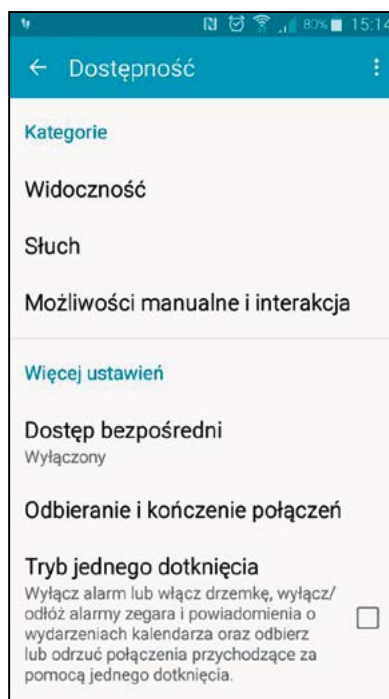 80% 15:14
Dostępność
Kategorie
Widoczność
Słuch
Możliwości manualne i interakcja
Więcej ustawień
Dostęp bezpośredni
Wyłączony
Odbieranie i kończenie połączeń
Tryb jednego dotknięcia
Wyłącz alarm lub włącz drzemkę, wyłącz/
odłóż alarmy zegara i powiadomienia o
wydarzeniach kalendarza oraz odbierz
lub odrzuć połączenia przychodzące za
pomocą jednego dotknięcia.